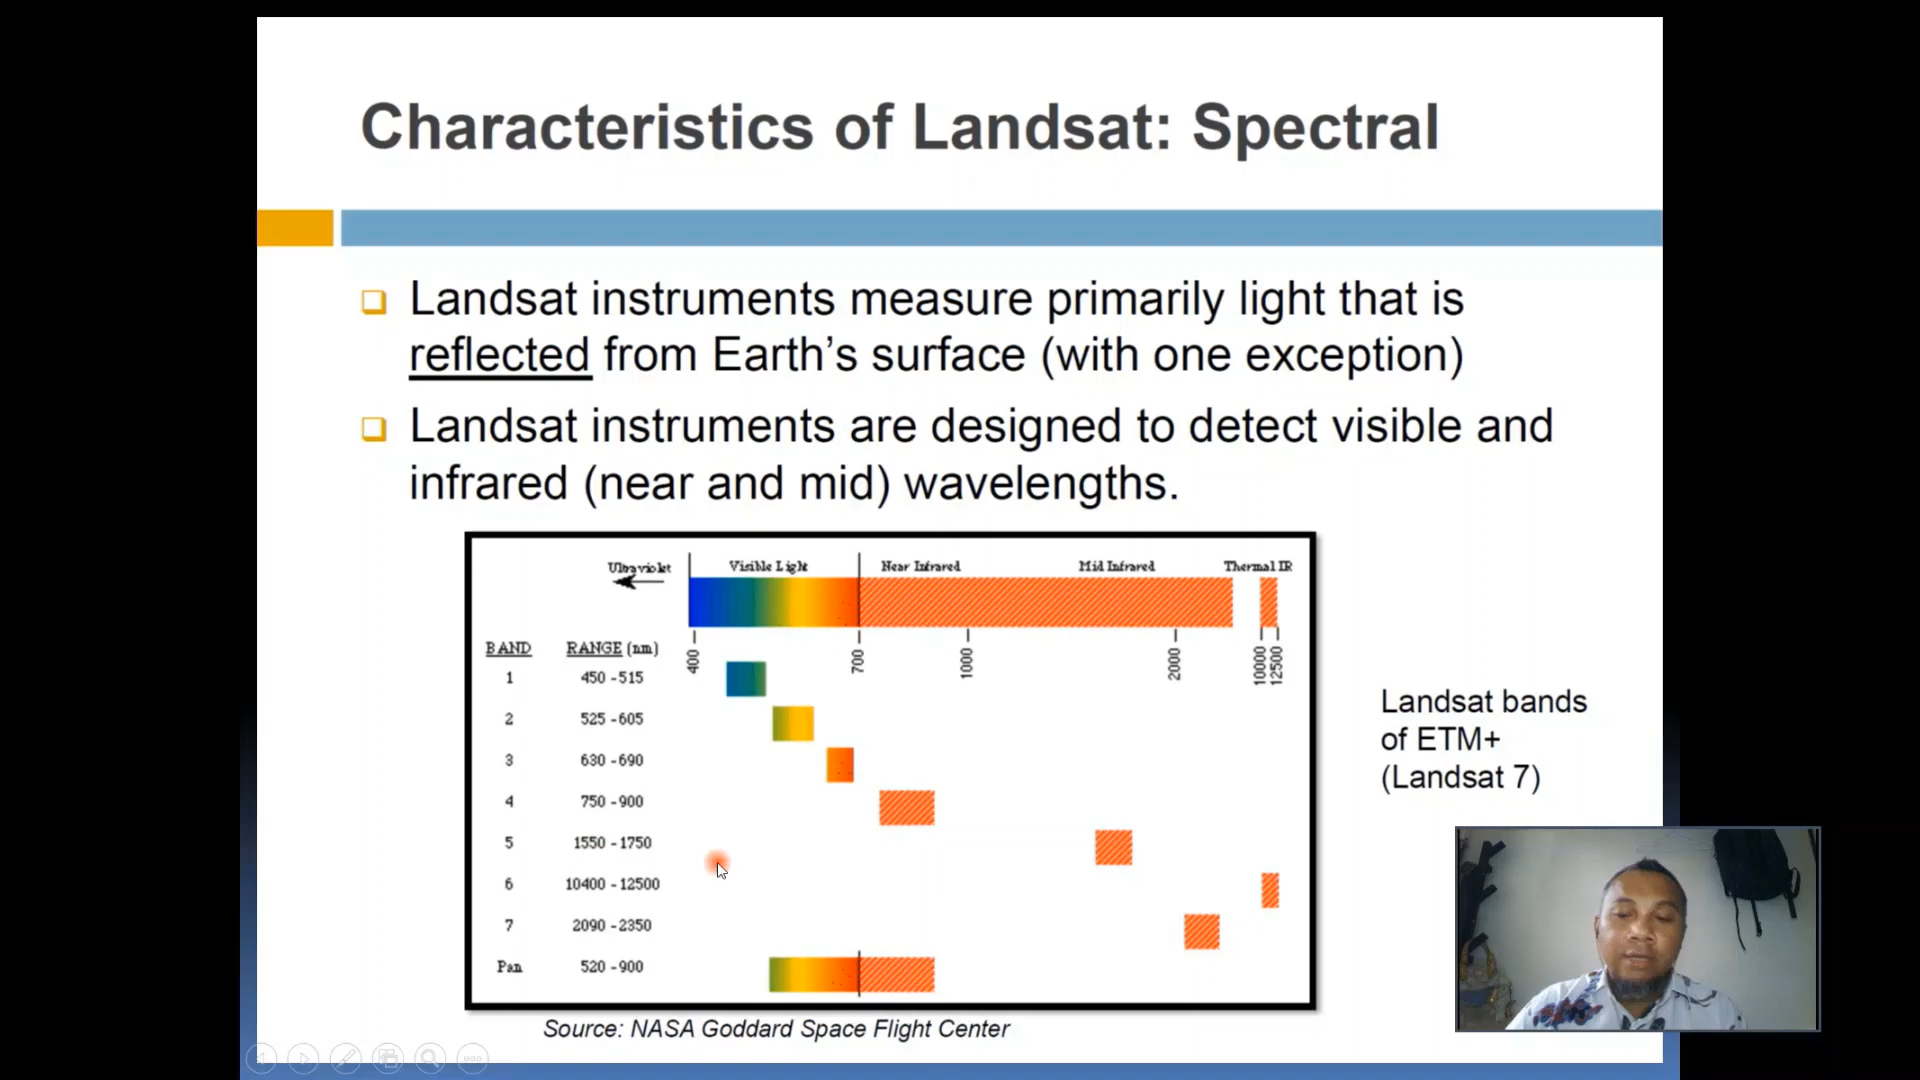 Characteristics of Landsat: Spectral
Landsat instruments measure primarily light that is
reflected from Earth's surface (with one exception)
Landsat instruments are designed to detect visible and
infrared (near and mid) wavelengths.
Ultraviolet Visible Light Near Infrared Mid Infrared Thermal IR
BAND RANGE (nm) 400 700 1000 2000 10000 12500
1 450 - 515
2 525 - 605
3 630 - 690
4 750 - 900
5 1550 - 1750
6 10400 - 12500
7 2090 - 2350
Pan 520 - 900
Landsat bands
of ETM+
(Landsat 7)
Source: NASA Goddard Space Flight Center